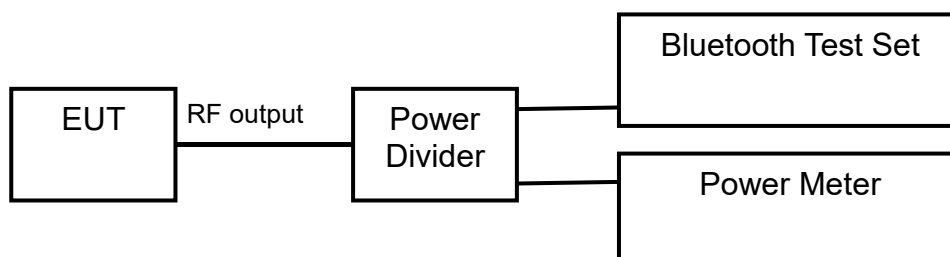 Bluetooth Test Set
EUT
RF output
Power
Divider
Power Meter